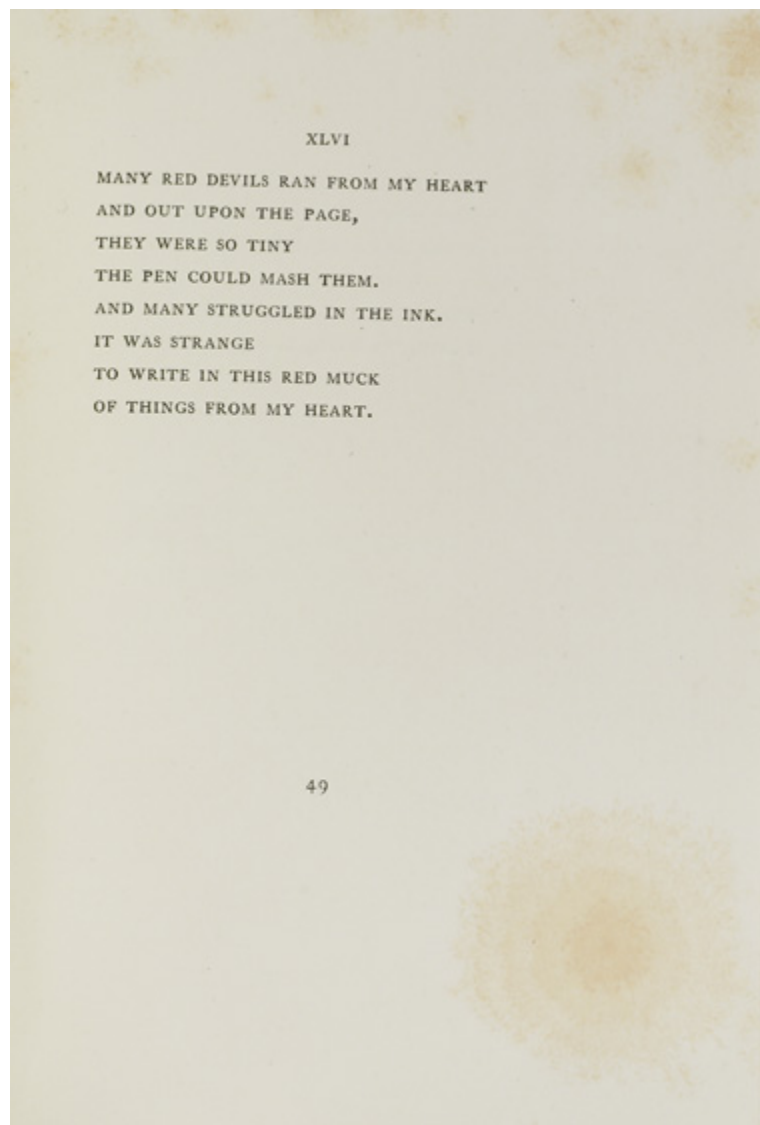 XLVI
MANY RED DEVILS RAN FROM MY HEART
AND OUT UPON THE PAGE,
THEY WERE SO TINY
THE PEN COULD MASH THEM.
AND MANY STRUGGLED IN THE INK.
IT WAS STRANGE
TO WRITE IN THIS RED MUCK
OF THINGS FROM MY HEART.
49